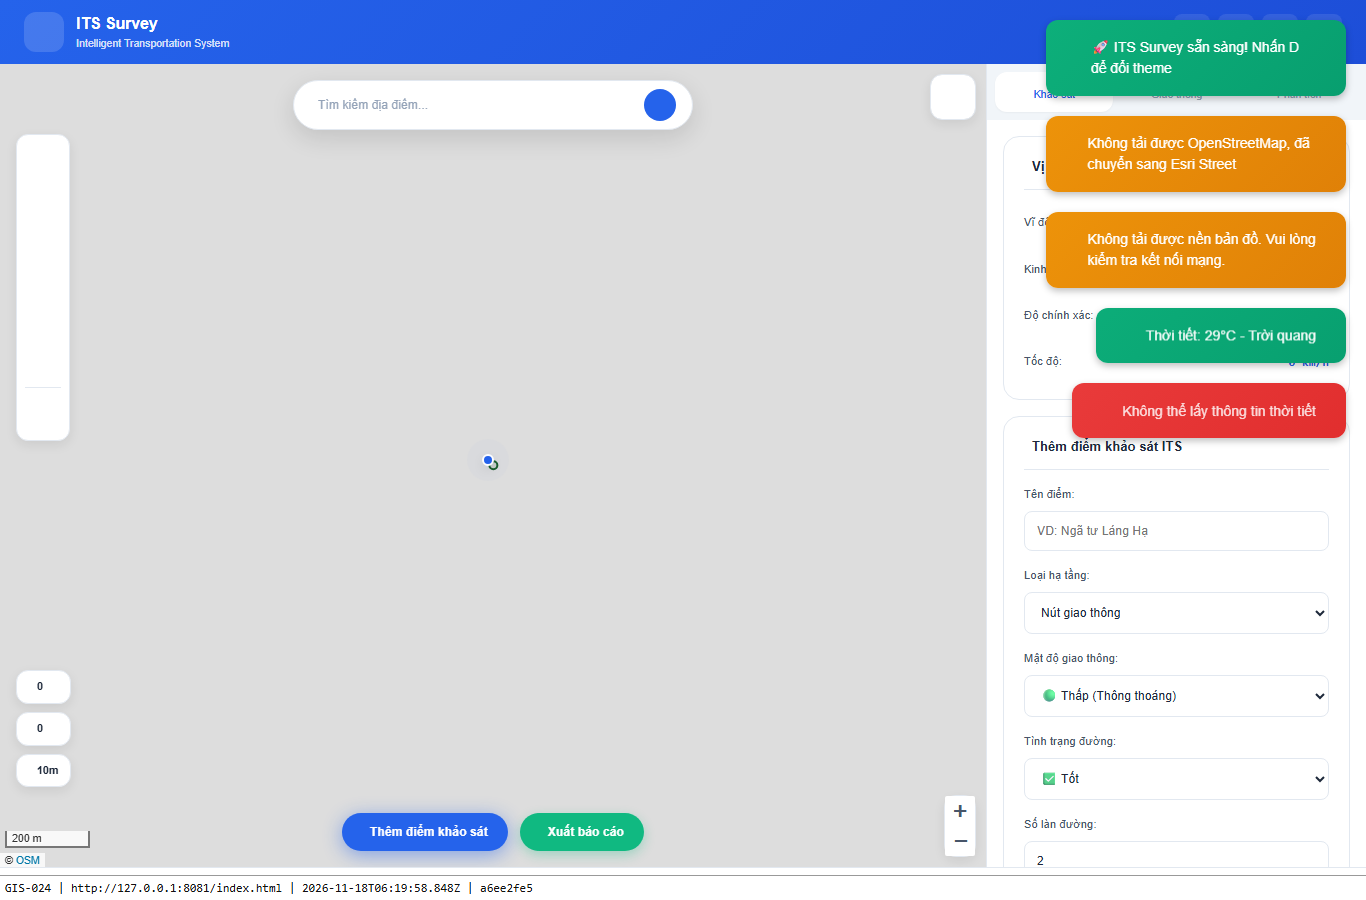 ITS Survey
Intelligent Transportation System
🚀 ITS Survey sẵn sàng! Nhấn D
để đổi theme
Tìm kiếm địa điểm...
Không tải được OpenStreetMap, đã
chuyển sang Esri Street
Không tải được nền bản đồ. Vui lòng
kiểm tra kết nối mạng.
Độ chính xác:
Thời tiết: 29°C - Trời quang
Tốc độ:
Không thể lấy thông tin thời tiết
Thêm điểm khảo sát ITS
Tên điểm:
VD: Ngã tư Láng Hạ
Loại hạ tầng:
Nút giao thông
Mật độ giao thông:
🟢 Thấp (Thông thoáng)
Tình trạng đường:
✅ Tốt
Số làn đường:
2
0
0
10m
Thêm điểm khảo sát
Xuất báo cáo
+
−
200 m
© OSM
GIS-024 | http://127.0.0.1:8081/index.html | 2026-11-18T06:19:58.848Z | a6ee2fe5